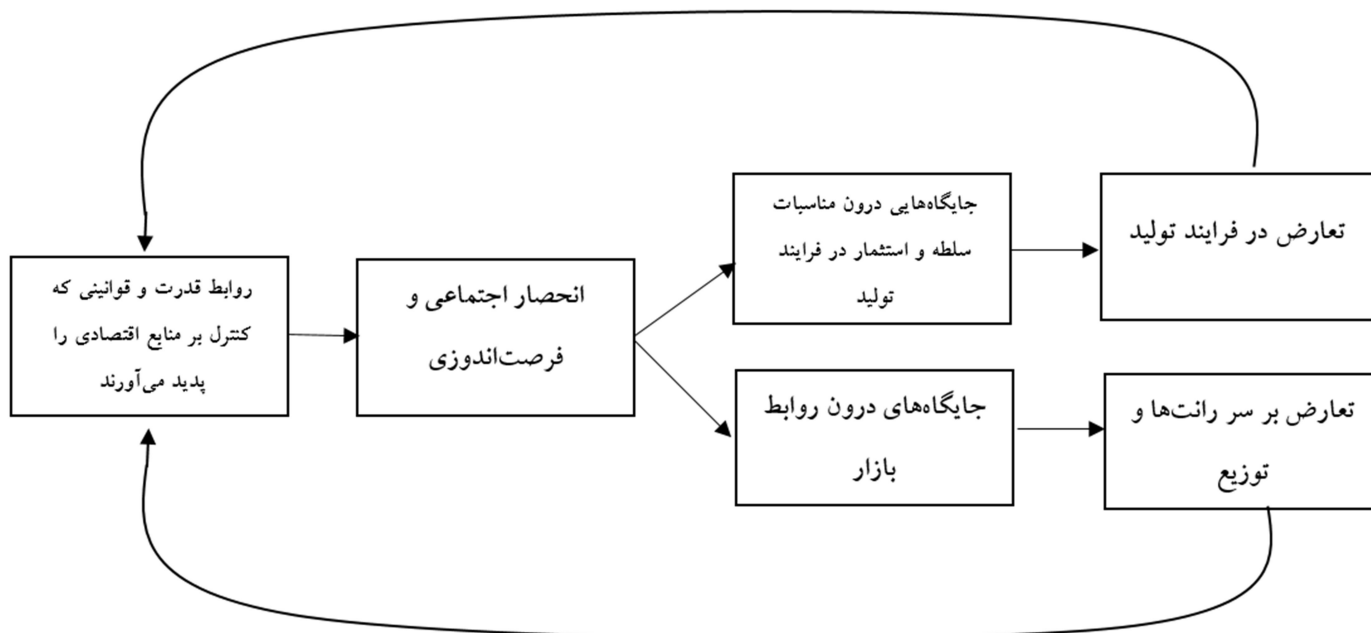 روابط قدرت و قوانینی که
کنترل بر منابع اقتصادی را
پدید می‌آورند
انحصار اجتماعی و
فرصت‌اندوزی
جایگاه‌هایی درون مناسبات
سلطه و استثمار در فرایند
تولید
تعارض در فرایند تولید
جایگاه‌های درون روابط
بازار
تعارض بر سر رانت‌ها و
توزیع